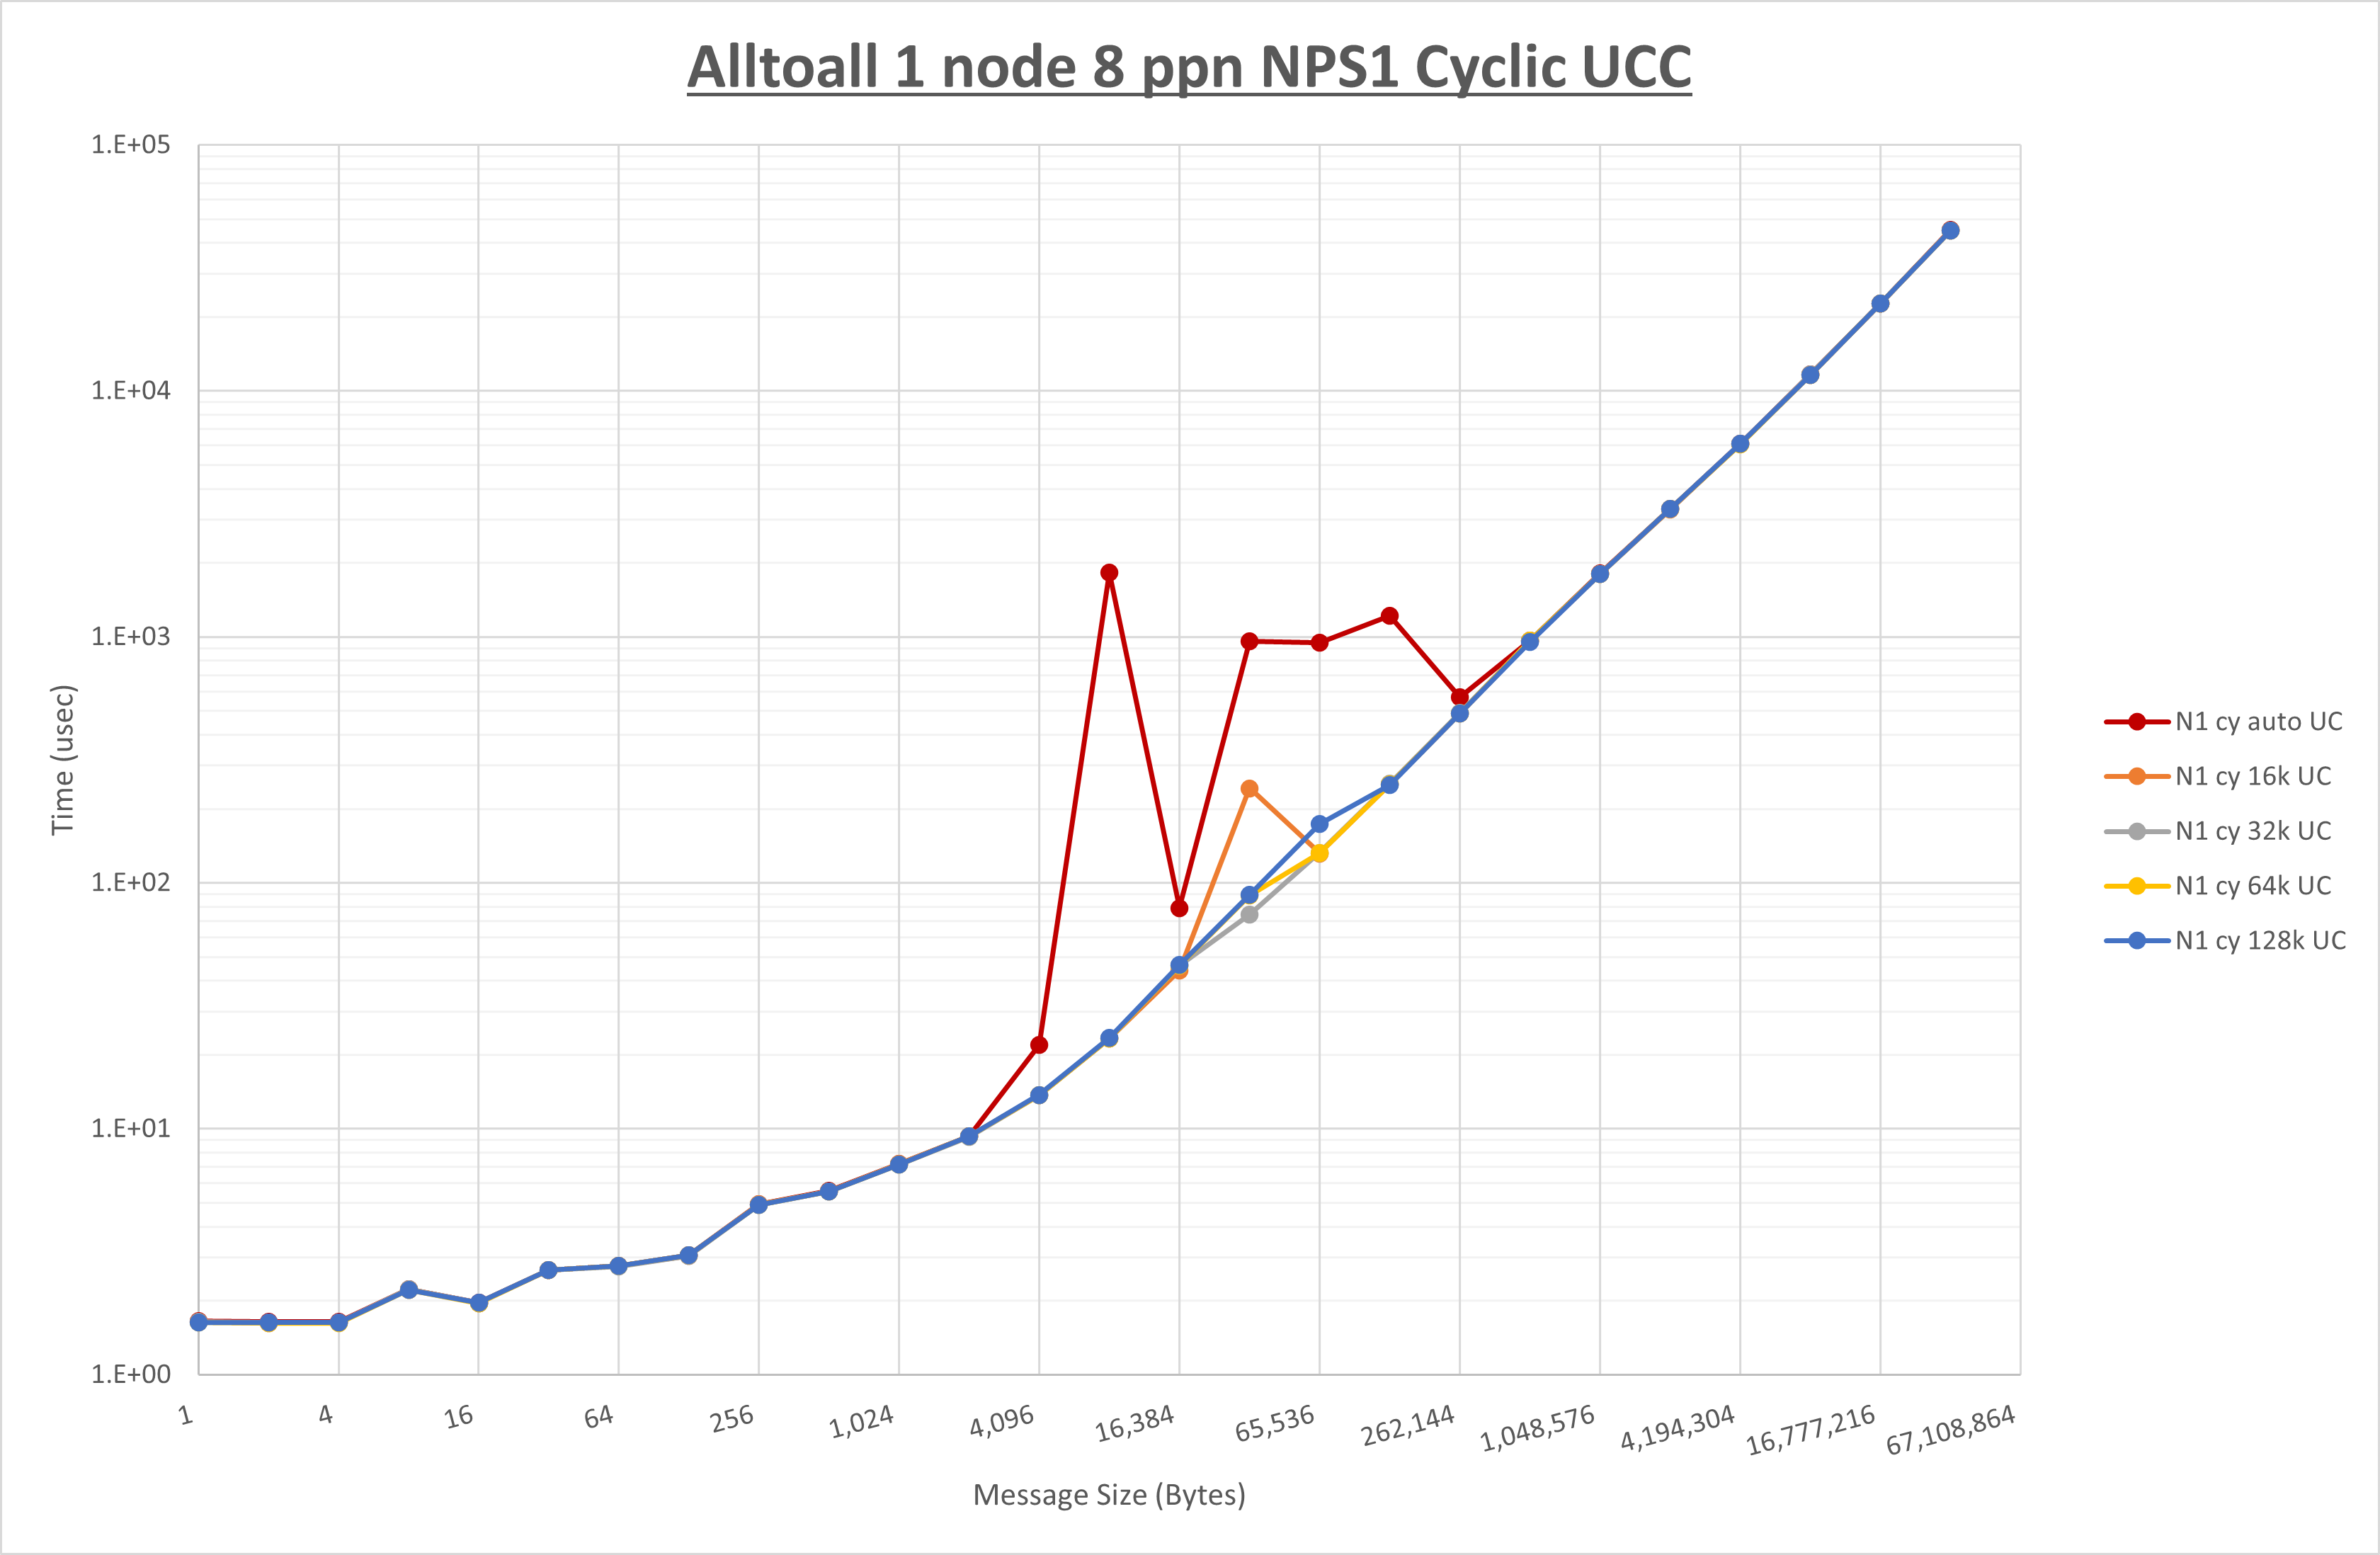 Alltoall 1 node 8 ppn NPS1 Cyclic UCC
1.E+05
1.E+04
1.E+03
1.E+02
1.E+01
1.E+00
Time (usec)
1
4
16
64
256
1,024
4,096
16,384
65,536
262,144
1,048,576
4,194,304
16,777,216
67,108,864
Message Size (Bytes)
N1 cy auto UC
N1 cy 16k UC
N1 cy 32k UC
N1 cy 64k UC
N1 cy 128k UC